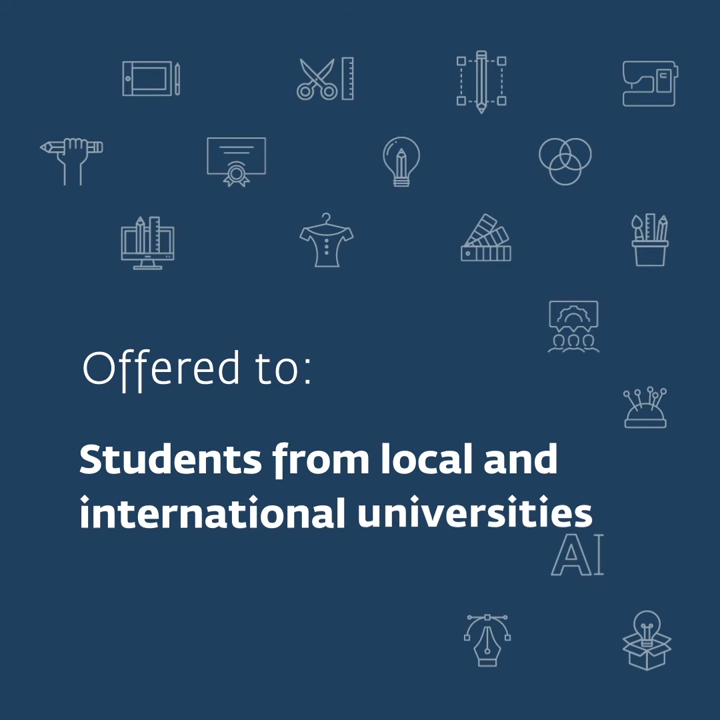 Offered to:
Students from local and
international universities
AI